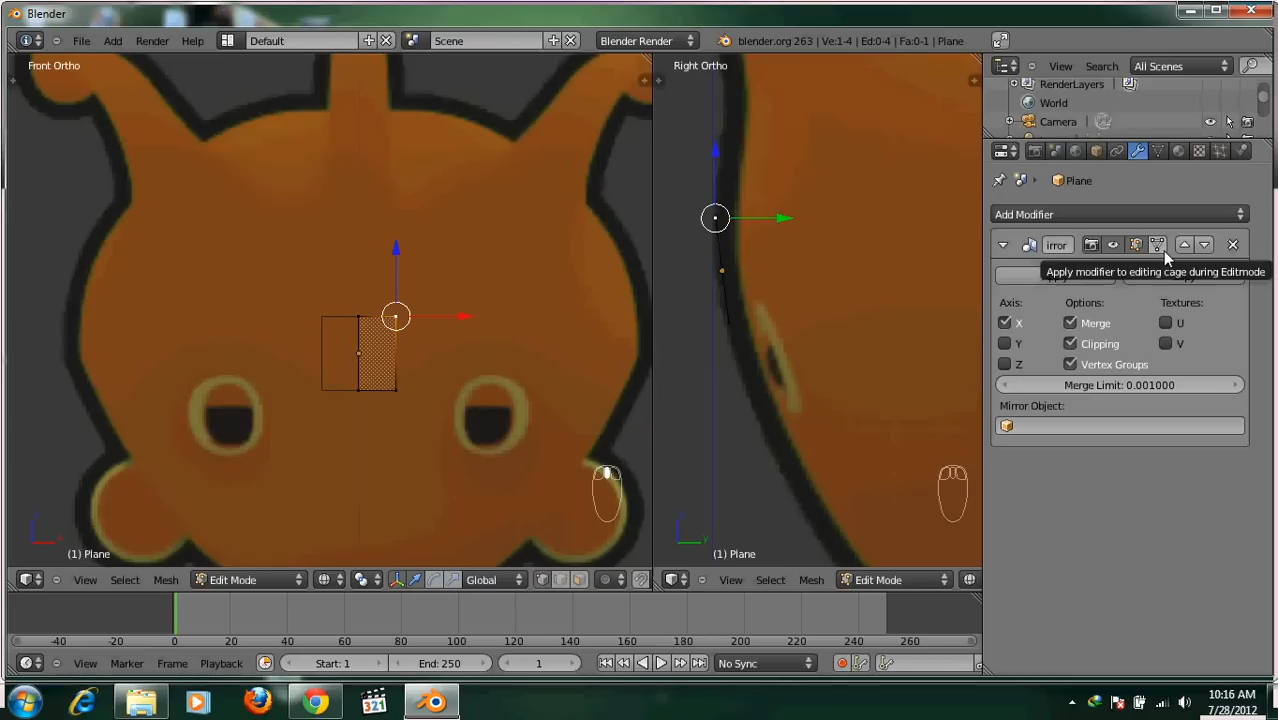 Blender
File Add Render Help Default Scene Blender Render blender.org 263 | Ve:1-4 | Ed:0-4 | Fa:0-1 | Plane
Front Ortho
Right Ortho
View Search All Scenes
RenderLayers
World
Camera
Plane
Add Modifier
irror
Apply modifier to editing cage during Editmode
Axis: Options: Textures:
X Merge U
Y Clipping V
Z Vertex Groups
Merge Limit: 0.001000
Mirror Object:
x
y
(1) Plane
(1) Plane
View Select Mesh Edit Mode Global
View Select Mesh Edit Mode
-40 -20 0 20 40 60 80 100 120 140 160 180 200 220 240 260
View Marker Frame Playback Start: 1 End: 250 1 No Sync
321
10:16 AM
7/28/2012